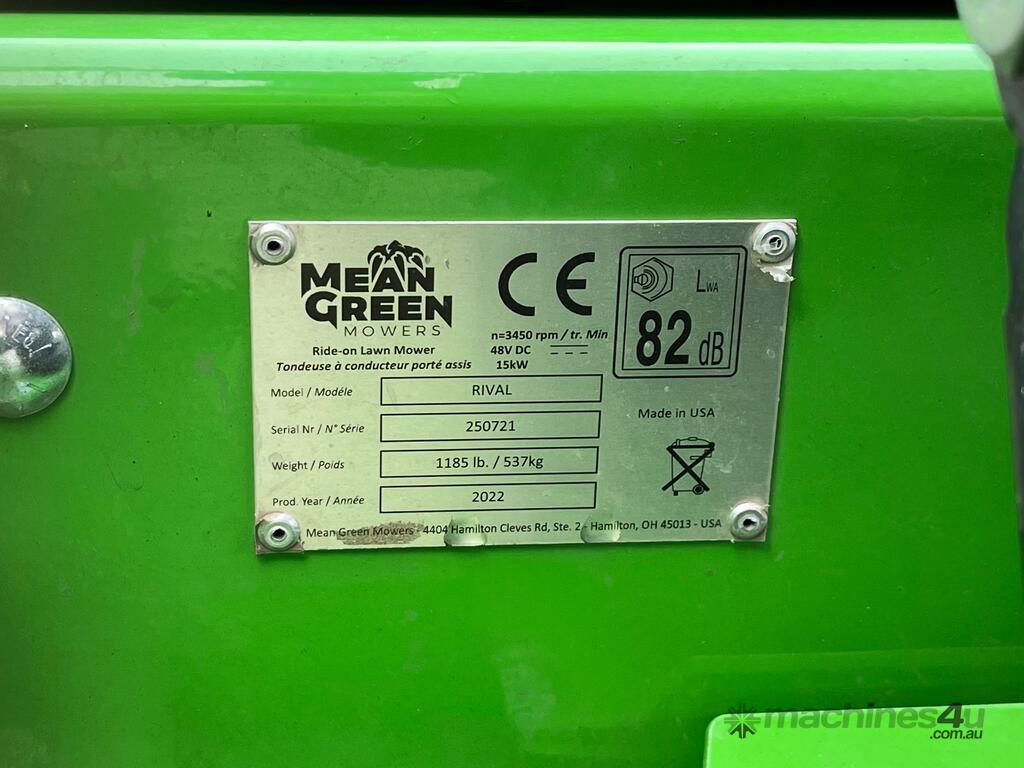 MEAN
GREEN
MOWERS
CE
LWA
82 dB
n=3450 rpm / tr. Min
48V DC
15kW
Ride-on Lawn Mower
Tondeuse à conducteur porté assis
Model / Modéle RIVAL
Serial Nr / N° Série 250721
Weight / Poids 1185 lb. / 537kg
Prod. Year / Année 2022
Made in USA
Mean Green Mowers - 4404 Hamilton Cleves Rd, Ste. 2 - Hamilton, OH 45013 - USA
machines4u
.com.au